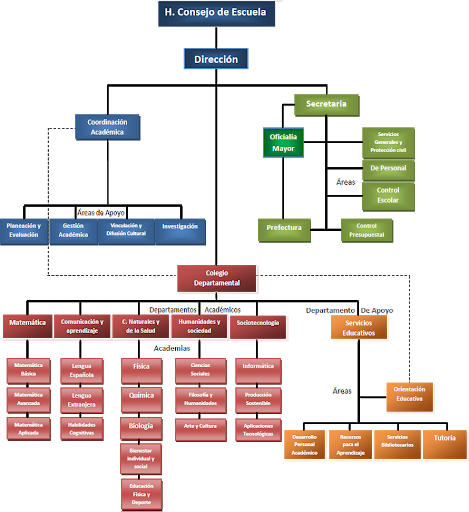 H. Consejo de Escuela
Dirección
Secretaría
Coordinación
Académica
Oficialia
Mayor
Servicios
Generales y
Protección civil
De Personal
Áreas
Control
Escolar
Prefectura
Control
Presupuestal
Áreas de Apoyo
Planeación y
Evaluación
Gestión
Académica
Vinculación y
Difusión Cultural
Investigación
Colegio
Departamental
Departamentos Académicos
Departamento De Apoyo
Matemática
Comunicación y
aprendizaje
C. Naturales y
de la Salud
Humanidades y
sociedad
Sociotecnología
Servicios
Educativos
Academias
Matemática
Básica
Lengua
Española
Física
Ciencias
Sociales
Informática
Matemática
Avanzada
Lengua
Extranjera
Química
Filosofía y
Humanidades
Producción
Sostenible
Áreas
Orientación
Educativa
Matemática
Aplicada
Habilidades
Cognitivas
Biología
Arte y Cultura
Aplicaciones
Tecnológicas
Bienestar
individual y
social
Educación
Física y
Deporte
Desarrollo
Personal
Académico
Recursos
para el
Aprendizaje
Servicios
Bibliotecarios
Tutoría